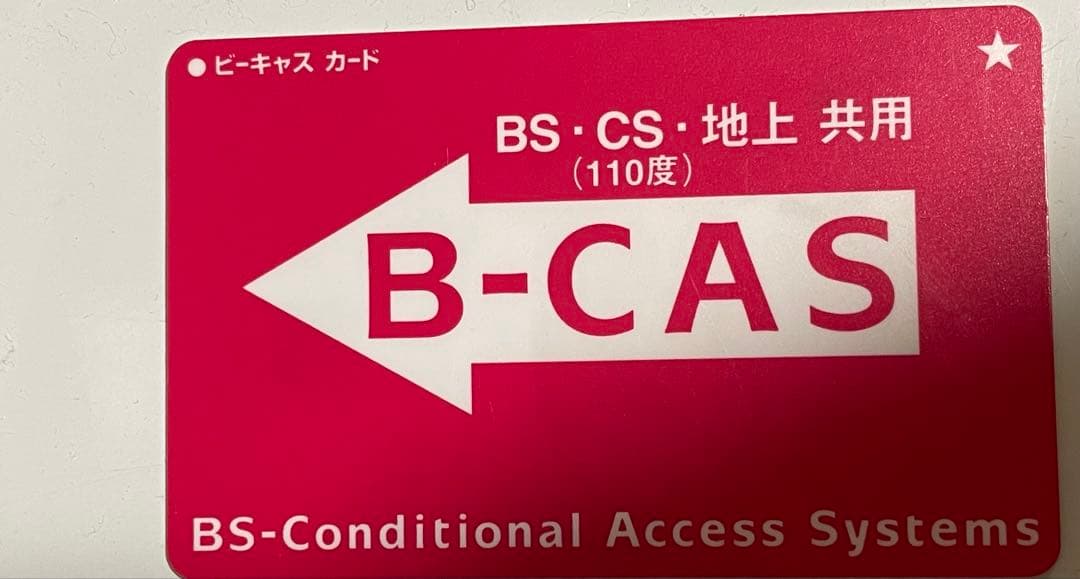 ●ビーキャス カード
★
BS・CS・地上 共用
(110度)
B-CAS
BS-Conditional Access Systems